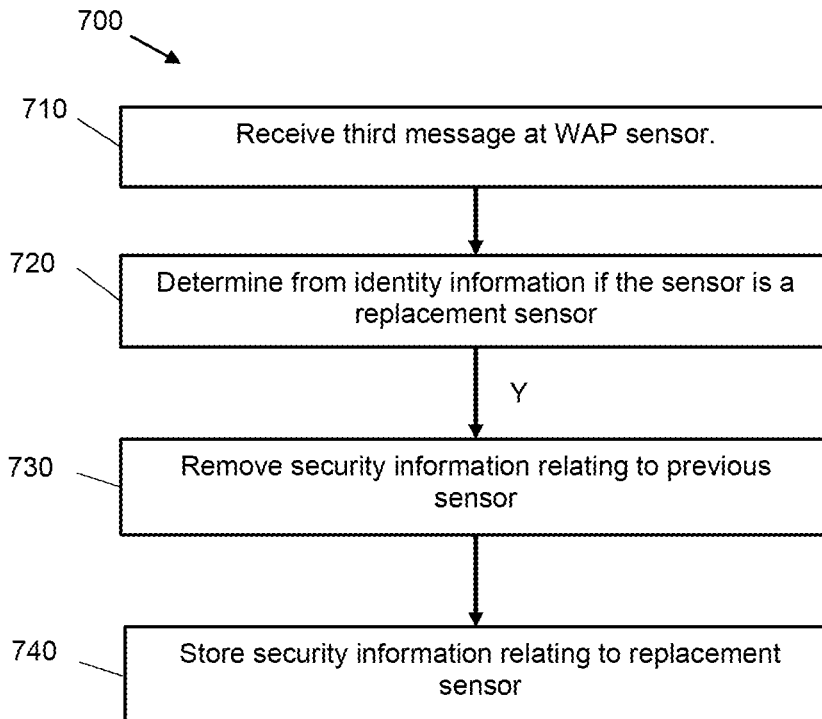 700
710
Receive third message at WAP sensor.
720
Determine from identity information if the sensor is a
replacement sensor
Y
730
Remove security information relating to previous
sensor
740
Store security information relating to replacement
sensor